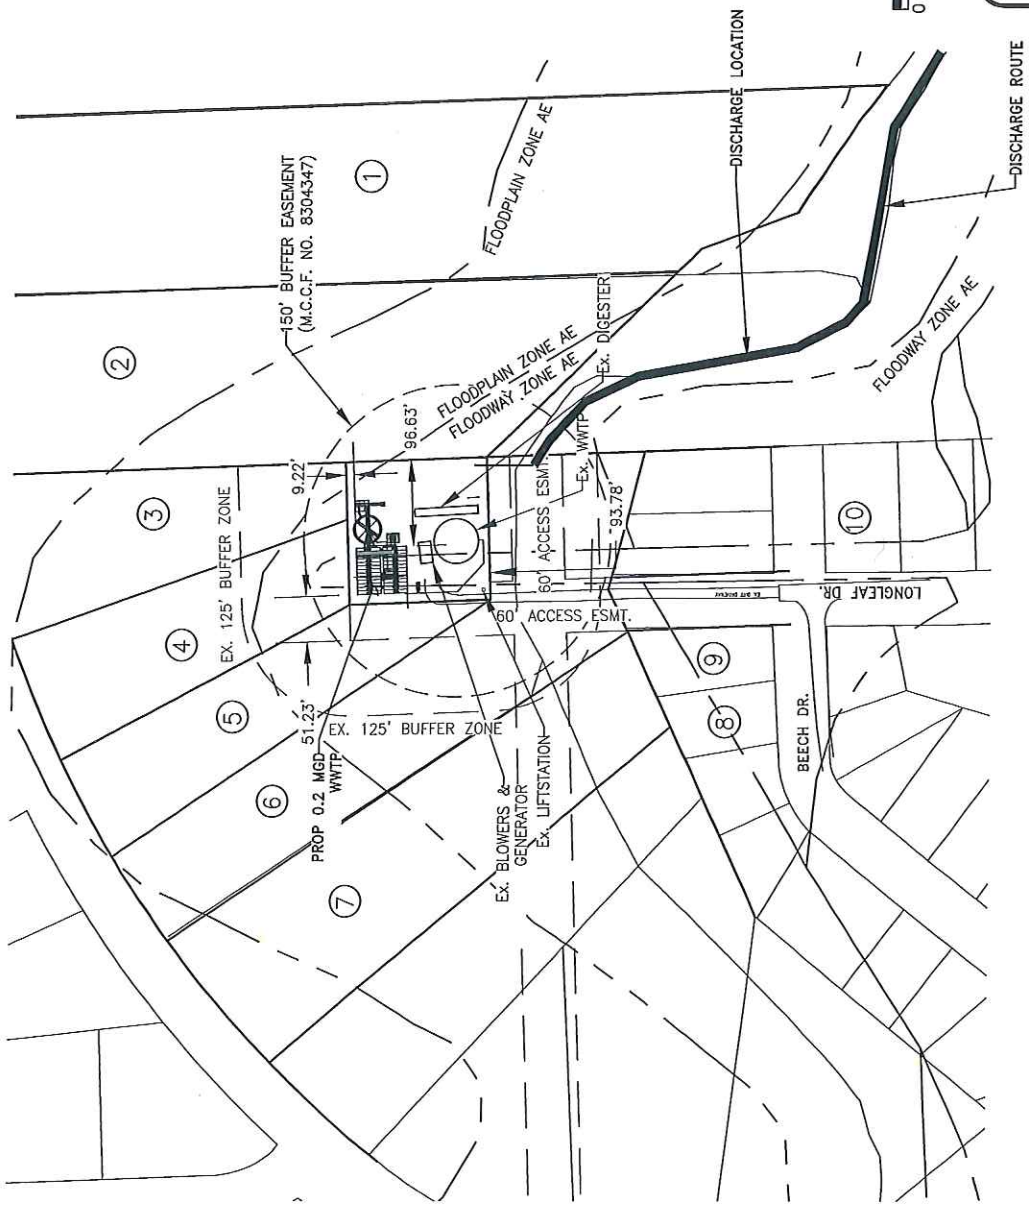 150' BUFFER EASEMENT
(M.C.C.F. NO. 8304347)
1
2
3
4
5
6
7
8
9
10
FLOODPLAIN ZONE AE
FLOODPLAIN ZONE AE
FLOODWAY ZONE AE
FLOODWAY ZONE AE
DISCHARGE LOCATION
DISCHARGE ROUTE
EX. 125' BUFFER ZONE
EX. 125' BUFFER ZONE
9.22'
96.63'
51.23'
93.78'
EX. DIGESTER
EX. WWTP
60' ACCESS ESMT.
60' ACCESS ESMT.
PROP 0.2 MGD
WWTP
EX. BLOWERS &
GENERATOR
EX. LIFTSTATION
LONGLEAF DR.
BEECH DR.
0